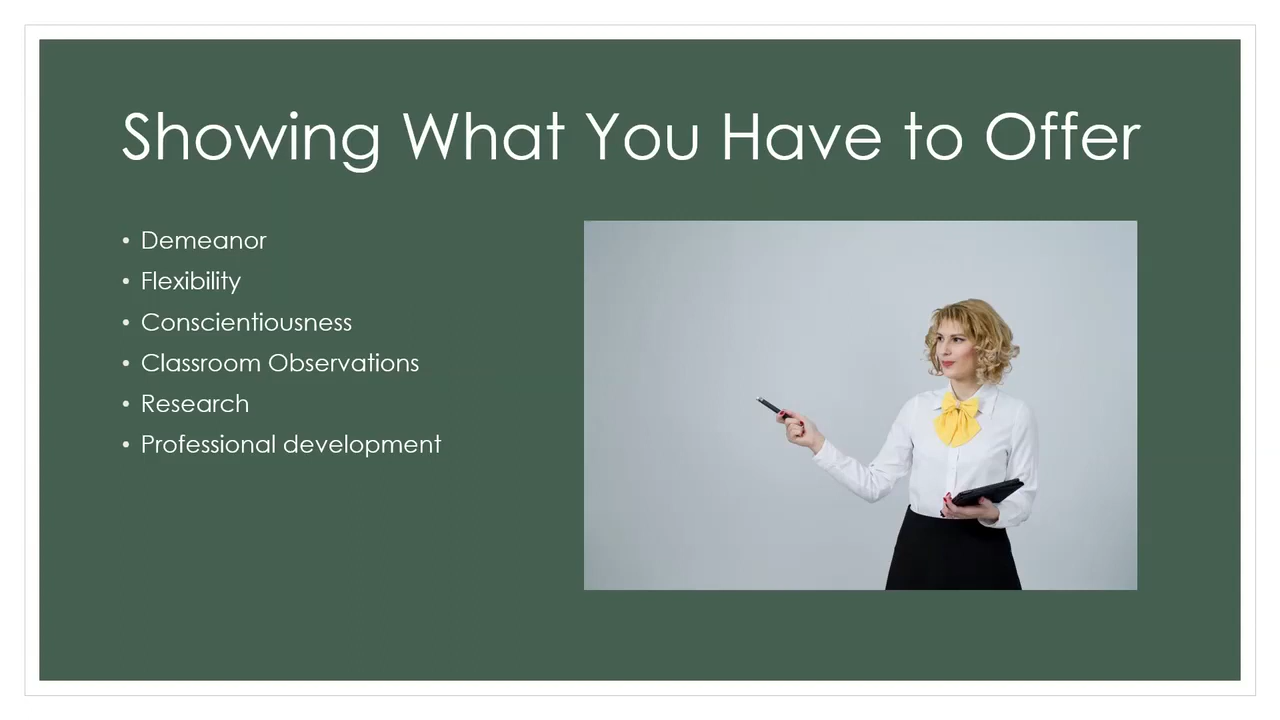 Showing What You Have to Offer
• Demeanor
• Flexibility
• Conscientiousness
• Classroom Observations
• Research
• Professional development